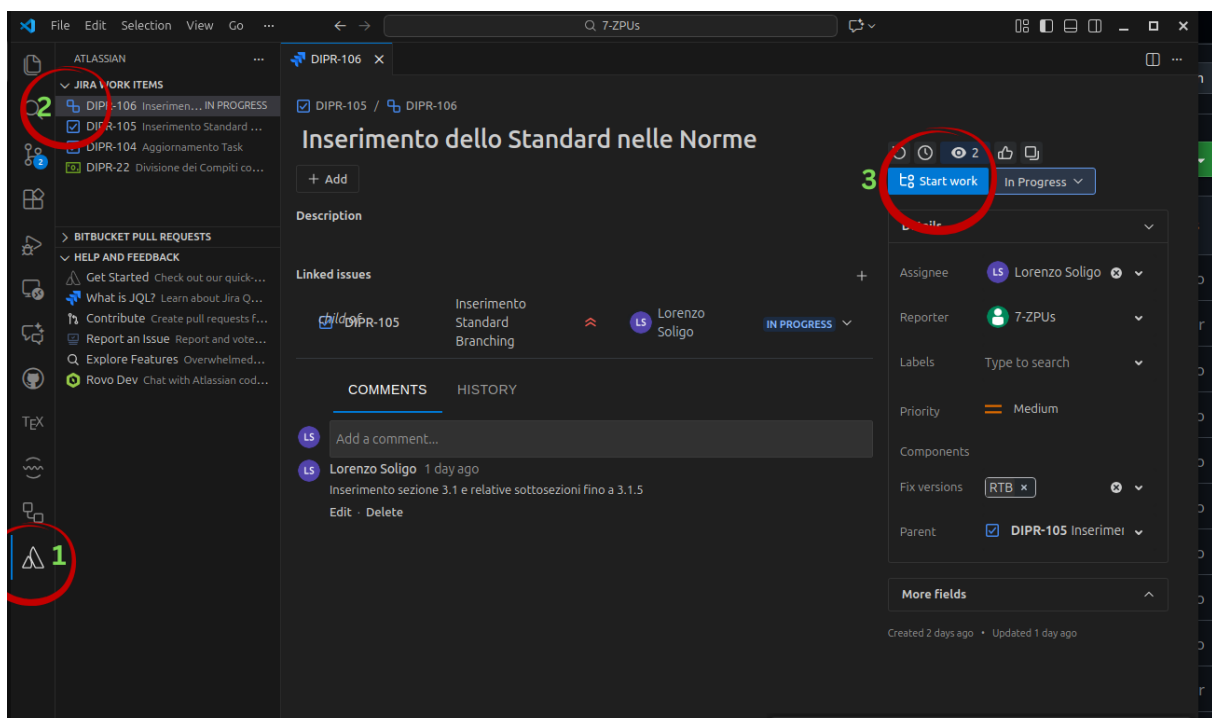 File Edit Selection View Go ···
7-ZPUs
ATLASSIAN ···
DIPR-106
JIRA WORK ITEMS
2
DIPR-106 Inserimen... IN PROGRESS
DIPR-105 Inserimento Standard ...
DIPR-104 Aggiornamento Task
DIPR-22 Divisione dei Compiti co...
BITBUCKET PULL REQUESTS
HELP AND FEEDBACK
Get Started Check out our quick-...
What is JQL? Learn about Jira Q...
Contribute Create pull requests f...
Report an Issue Report and vote...
Explore Features Overwhelmed...
Rovo Dev Chat with Atlassian cod...
2
TEX
1
DIPR-105 / DIPR-106
Inserimento dello Standard nelle Norme
+ Add
Description
Linked issues
child of
DIPR-105
Inserimento
Standard
Branching
LS
Lorenzo
Soligo
IN PROGRESS
COMMENTS HISTORY
LS
Add a comment...
LS
Lorenzo Soligo 1 day ago
Inserimento sezione 3.1 e relative sottosezioni fino a 3.1.5
Edit · Delete
2
3
Start work
In Progress
Details
Assignee LS Lorenzo Soligo
Reporter 7-ZPUs
Labels Type to search
Priority Medium
Components
Fix versions RTB ×
Parent DIPR-105 Inserimer
More fields
Created 2 days ago • Updated 1 day ago